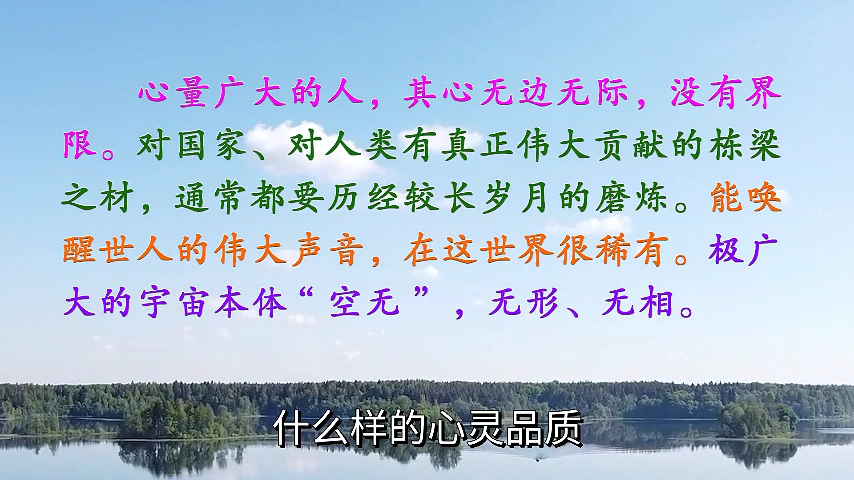 心量广大的人，其心无边无际，没有界
限。对国家、对人类有真正伟大贡献的栋梁
之材，通常都要历经较长岁月的磨炼。能唤
醒世人的伟大声音，在这世界很稀有。极广
大的宇宙本体“空无”，无形、无相。
什么样的心灵品质